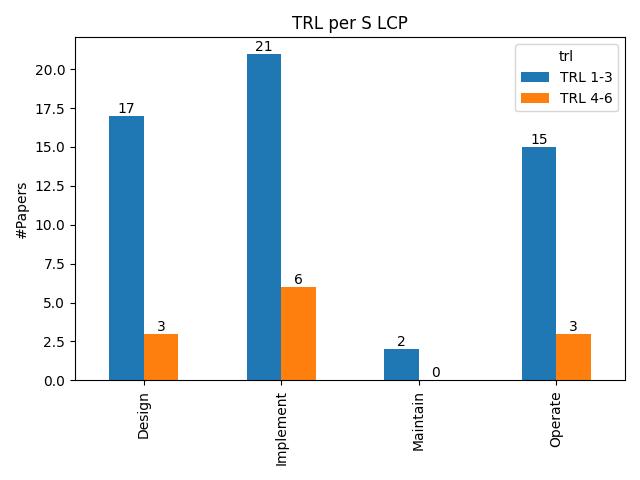 TRL per S LCP
trl
TRL 1-3
TRL 4-6
#Papers
20.0
17.5
15.0
12.5
10.0
7.5
5.0
2.5
0.0
17
3
21
6
2
0
15
3
Design
Implement
Maintain
Operate